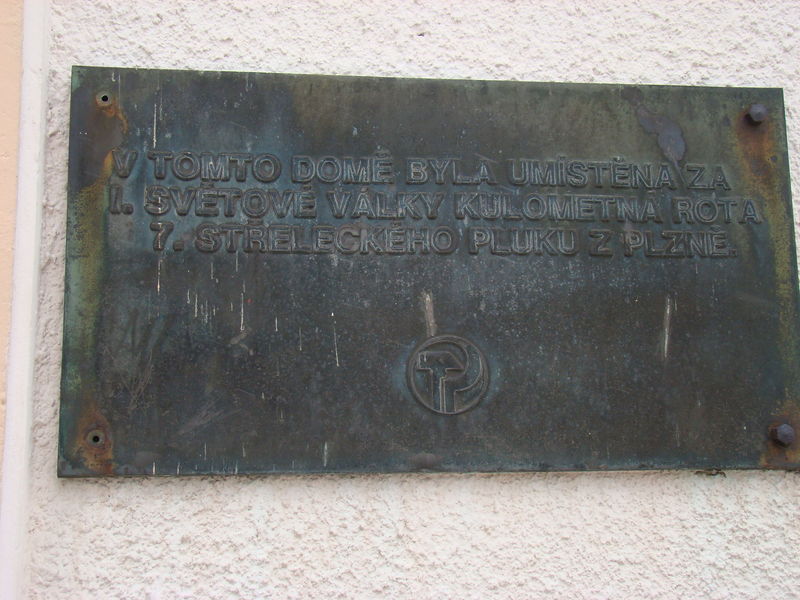 V TOMTO DOMĚ BYLA UMÍSTĚNA ZA
I. SVĚTOVÉ VÁLKY KULOMETNÁ ROTA
7. STŘELECKÉHO PLUKU Z PLZNĚ.